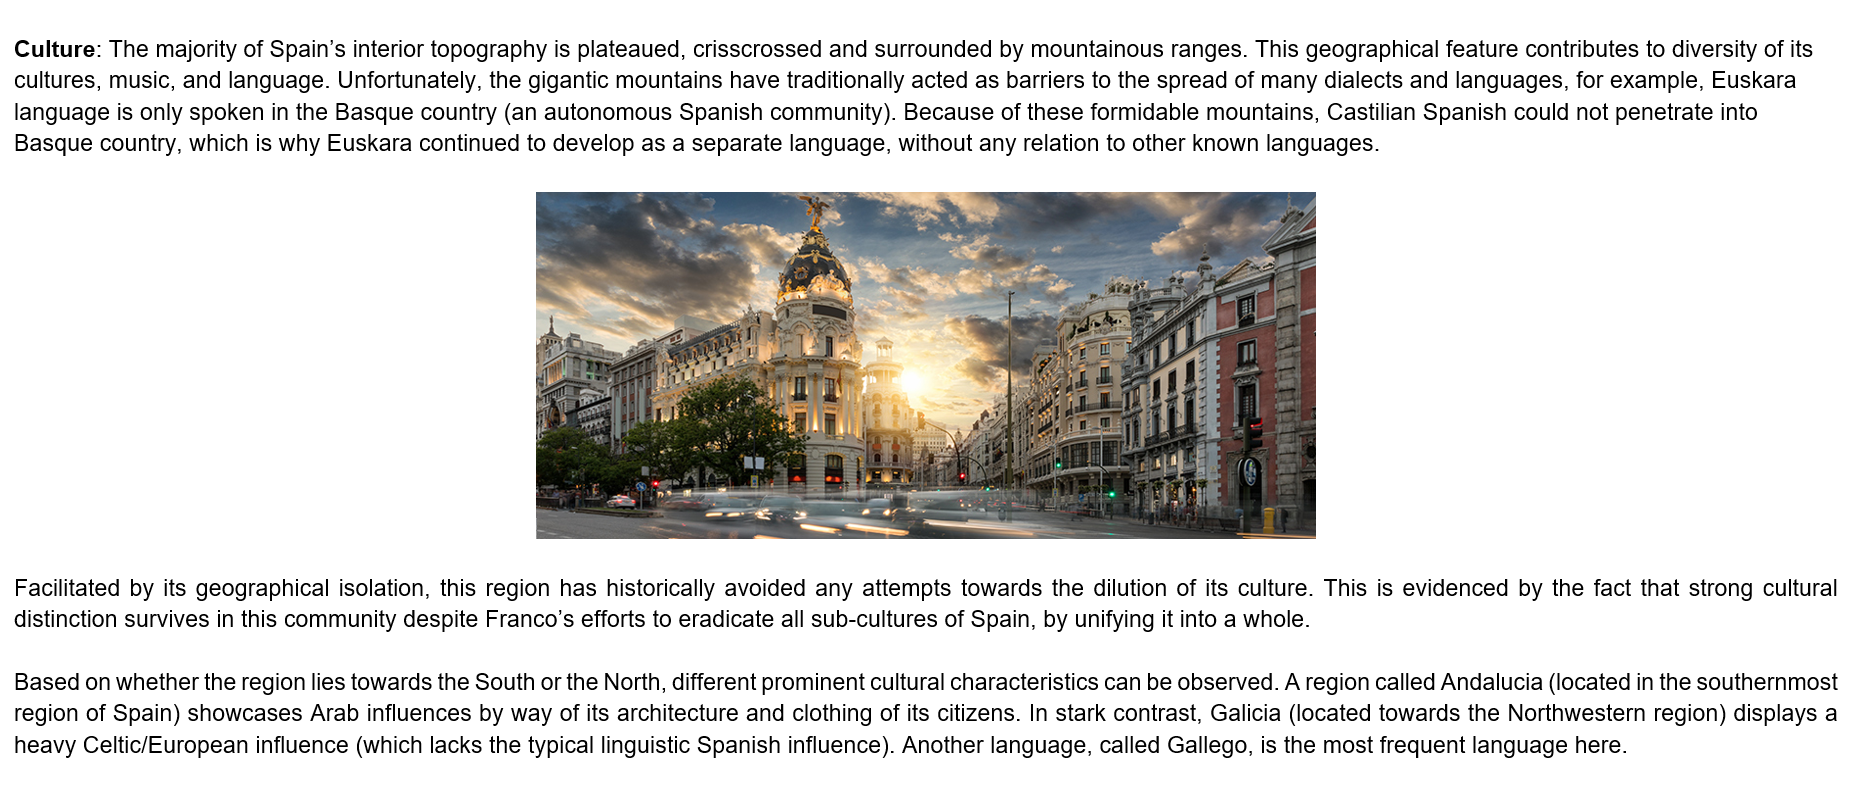 Culture: The majority of Spain’s interior topography is plateaued, crisscrossed and surrounded by mountainous ranges. This geographical feature contributes to diversity of its
cultures, music, and language. Unfortunately, the gigantic mountains have traditionally acted as barriers to the spread of many dialects and languages, for example, Euskara
language is only spoken in the Basque country (an autonomous Spanish community). Because of these formidable mountains, Castilian Spanish could not penetrate into
Basque country, which is why Euskara continued to develop as a separate language, without any relation to other known languages.
Facilitated by its geographical isolation, this region has historically avoided any attempts towards the dilution of its culture. This is evidenced by the fact that strong cultural
distinction survives in this community despite Franco’s efforts to eradicate all sub-cultures of Spain, by unifying it into a whole.
Based on whether the region lies towards the South or the North, different prominent cultural characteristics can be observed. A region called Andalucia (located in the southernmost
region of Spain) showcases Arab influences by way of its architecture and clothing of its citizens. In stark contrast, Galicia (located towards the Northwestern region) displays a
heavy Celtic/European influence (which lacks the typical linguistic Spanish influence). Another language, called Gallego, is the most frequent language here.